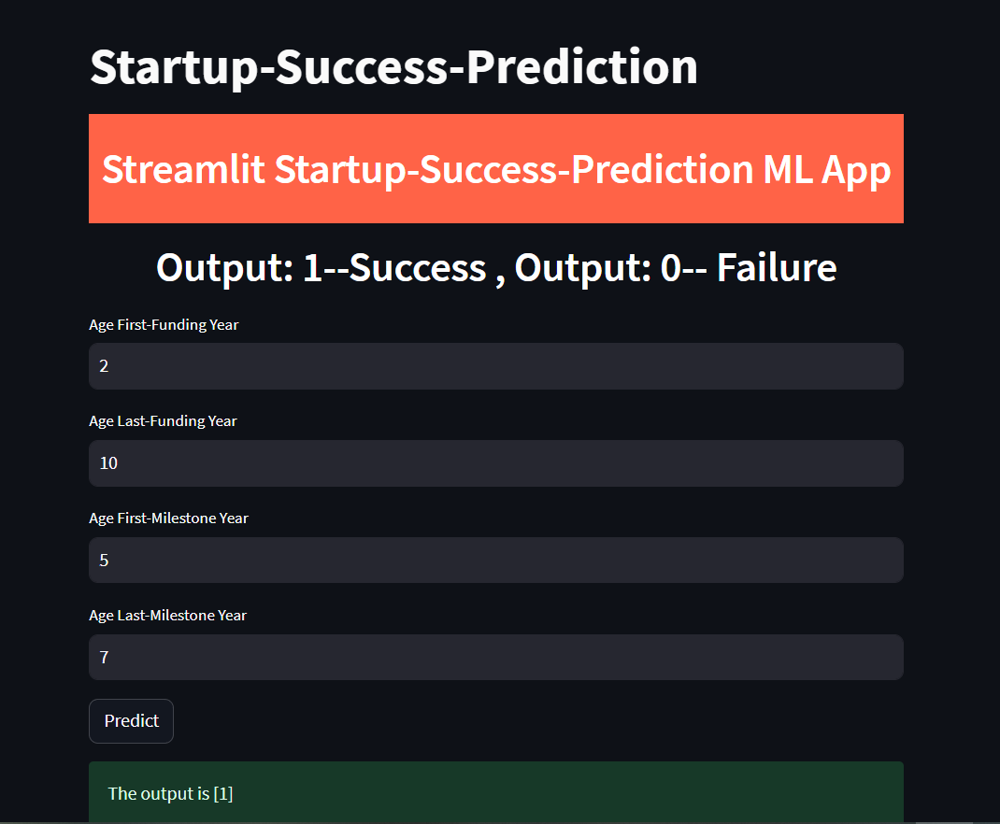 Startup-Success-Prediction
Streamlit Startup-Success-Prediction ML App
Output: 1--Success , Output: 0-- Failure
Age First-Funding Year
2
Age Last-Funding Year
10
Age First-Milestone Year
5
Age Last-Milestone Year
7
Predict
The output is [1]